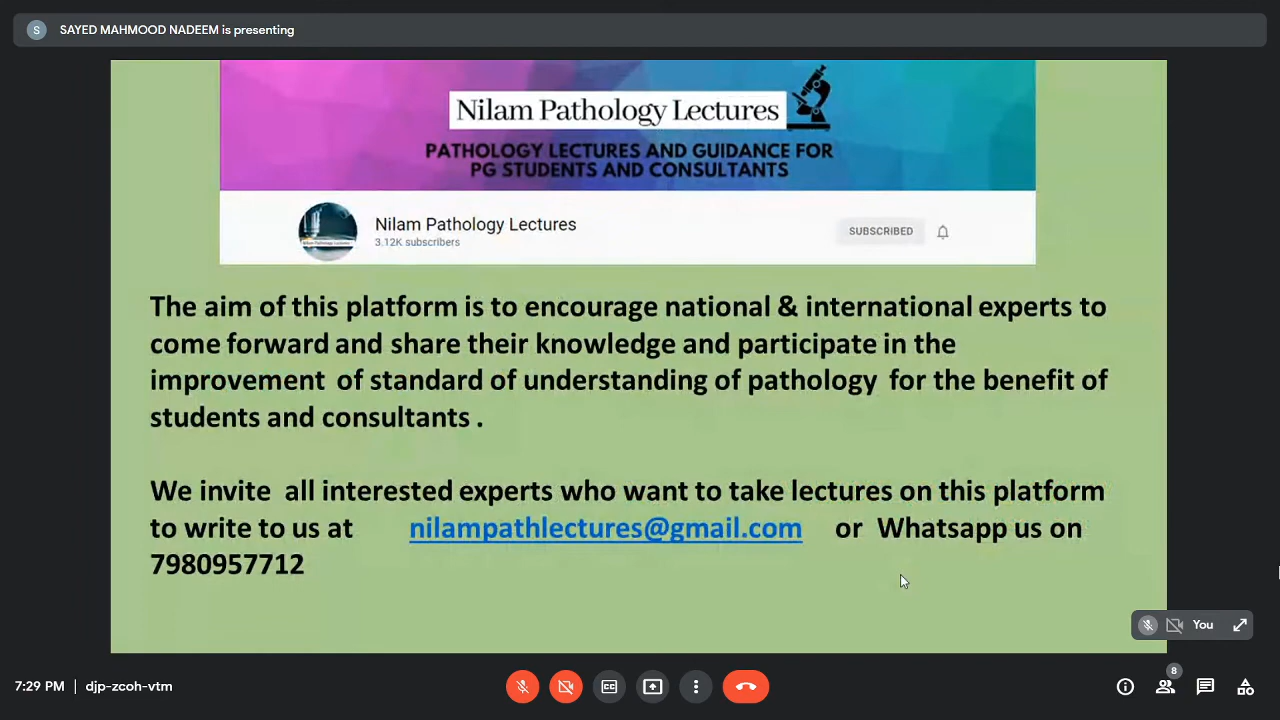 S SAYED MAHMOOD NADEEM is presenting
Nilam Pathology Lectures
PATHOLOGY LECTURES AND GUIDANCE FOR
PG STUDENTS AND CONSULTANTS
Nilam Pathology Lectures
3.12K subscribers
SUBSCRIBED
The aim of this platform is to encourage national & international experts to
come forward and share their knowledge and participate in the
improvement of standard of understanding of pathology for the benefit of
students and consultants .
We invite all interested experts who want to take lectures on this platform
to write to us at nilampathlectures@gmail.com or Whatsapp us on
7980957712
You
7:29 PM | djp-zcoh-vtm
CC
8